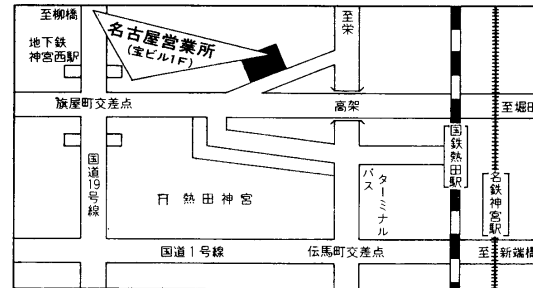 至柳橋
地下鉄
神宮西駅
名古屋営業所
(宝ビル1F)
至栄
旗屋町交差点
高架
至堀田
国道19号線
熱田神宮
バス
ターミナル
国鉄熱田駅
名鉄神宮駅
国道1号線
伝馬町交差点
至新端橋